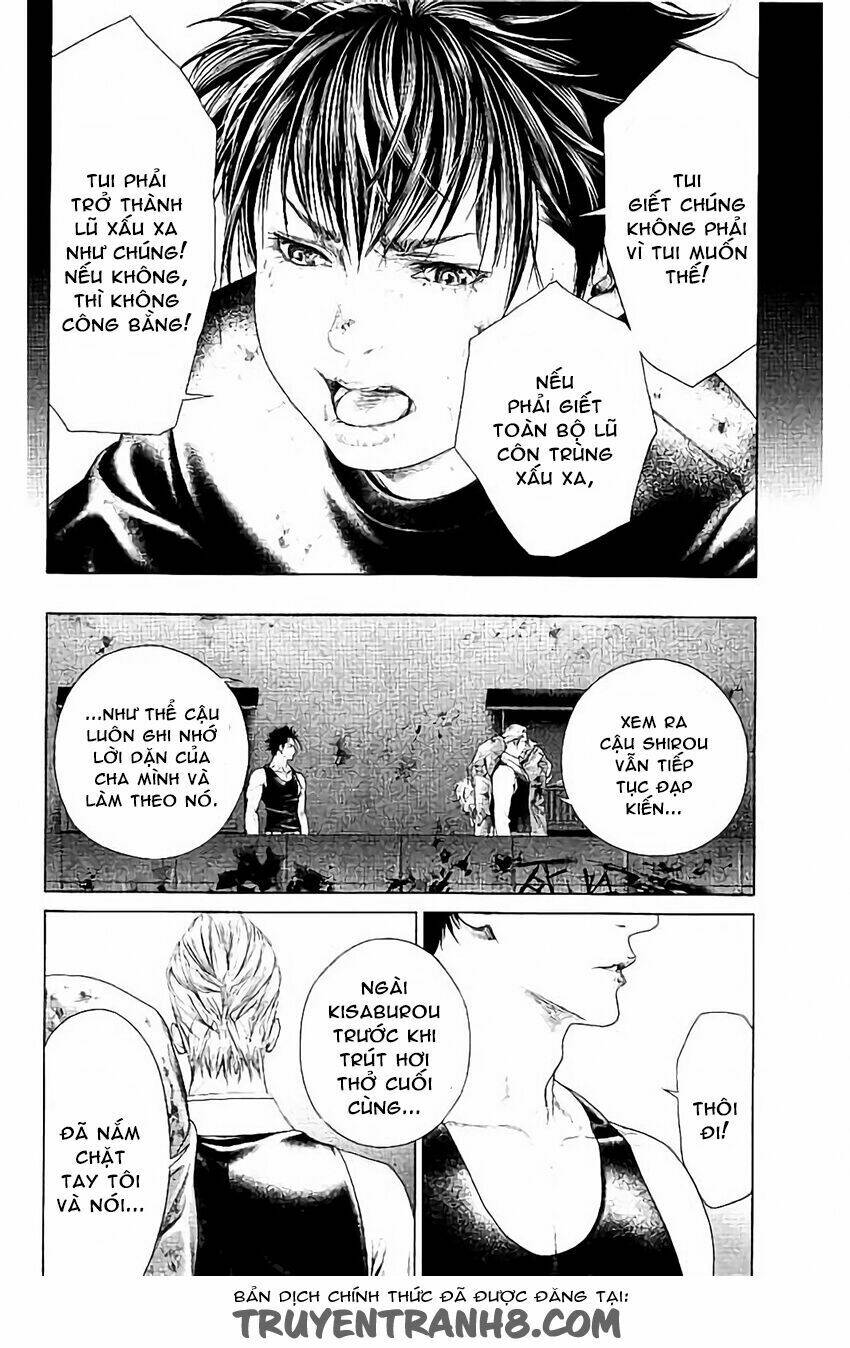 TUI
GIẾT CHÚNG
KHÔNG PHẢI
VÌ TUI MUỐN
THẾ!
NẾU
PHẢI GIẾT
TOÀN BỘ LŨ
CÔN TRÙNG
XẤU XA,
TUI PHẢI
TRỞ THÀNH
LŨ XẤU XA
NHƯ CHÚNG!
NẾU KHÔNG,
THÌ KHÔNG
CÔNG BẰNG!
XEM RA
CẬU SHIROU
VẪN TIẾP
TỤC ĐẠP
KIẾN...
...NHƯ THỂ CẬU
LUÔN GHI NHỚ
LỜI DẶN CỦA
CHA MÌNH VÀ
LÀM THEO NÓ.
THÔI
ĐI!
NGÀI
KISABUROU
TRƯỚC KHI
TRÚT HƠI
THỞ CUỐI
CÙNG...
ĐÃ NẮM
CHẶT
TAY TÔI
VÀ NÓI...
BẢN DỊCH CHÍNH THỨC ĐÃ ĐƯỢC ĐĂNG TẠI:
TRUYENTRANH8.COM